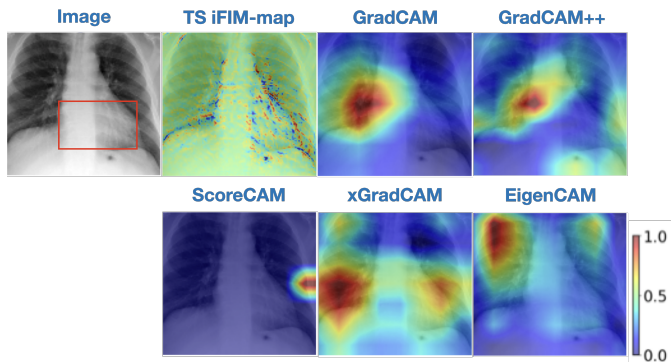 Image
TS iFIM-map
GradCAM
GradCAM++
ScoreCAM
xGradCAM
EigenCAM
1.0
0.5
0.0